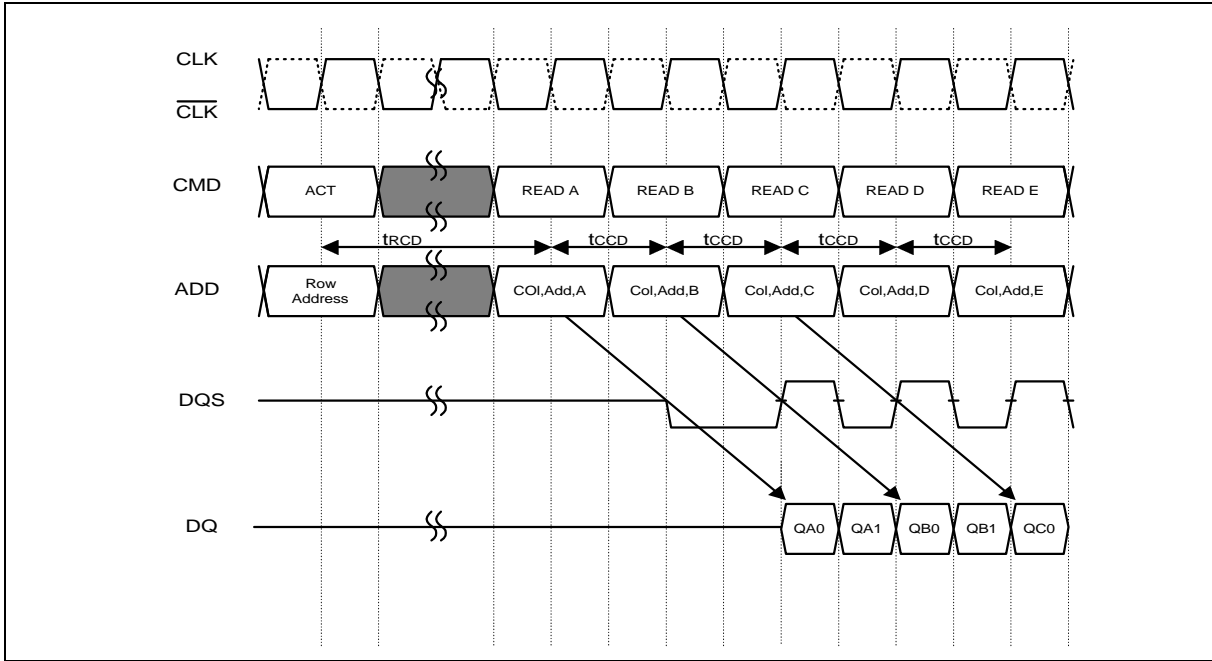 CLK
CLK
CMD
ACT
READ A
READ B
READ C
READ D
READ E
tRCD
tCCD
tCCD
tCCD
tCCD
ADD
Row
Address
COl,Add,A
Col,Add,B
Col,Add,C
Col,Add,D
Col,Add,E
DQS
DQ
QA0
QA1
QB0
QB1
QC0